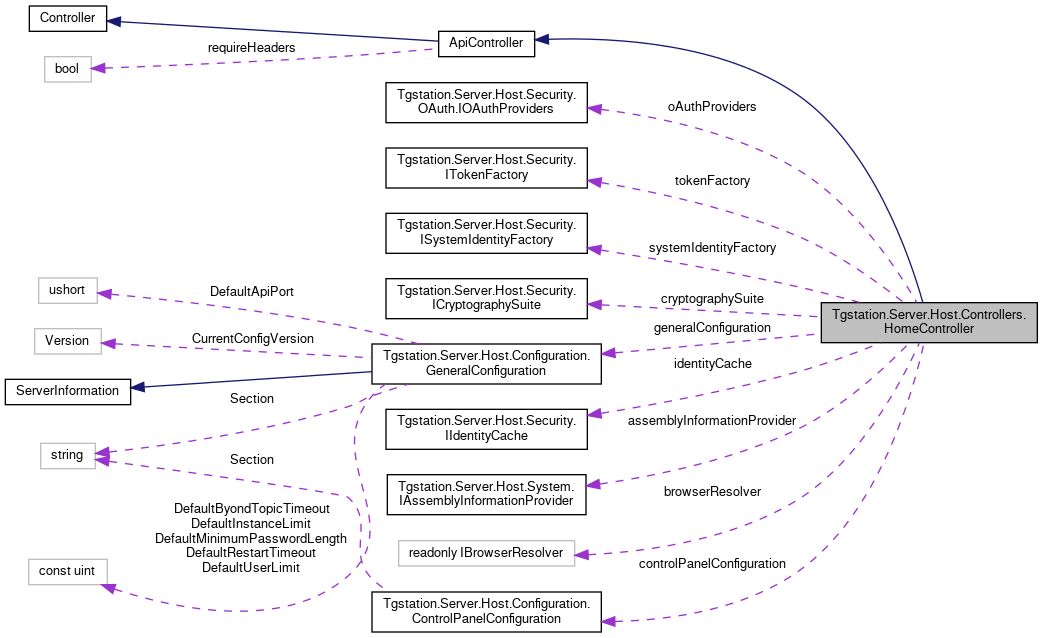 Controller
ApiController
requireHeaders
bool
Tgstation.Server.Host.Security.
OAuth.IOAuthProviders
oAuthProviders
Tgstation.Server.Host.Security.
ITokenFactory
tokenFactory
Tgstation.Server.Host.Security.
ISystemIdentityFactory
systemIdentityFactory
Tgstation.Server.Host.Security.
ICryptographySuite
cryptographySuite
Tgstation.Server.Host.Controllers.
HomeController
ushort
DefaultApiPort
generalConfiguration
Version
CurrentConfigVersion
Tgstation.Server.Host.Configuration.
GeneralConfiguration
identityCache
ServerInformation
Section
Tgstation.Server.Host.Security.
IIdentityCache
assemblyInformationProvider
string
Section
Tgstation.Server.Host.System.
IAssemblyInformationProvider
browserResolver
DefaultByondTopicTimeout
DefaultInstanceLimit
DefaultMinimumPasswordLength
DefaultRestartTimeout
DefaultUserLimit
readonly IBrowserResolver
controlPanelConfiguration
const uint
Tgstation.Server.Host.Configuration.
ControlPanelConfiguration